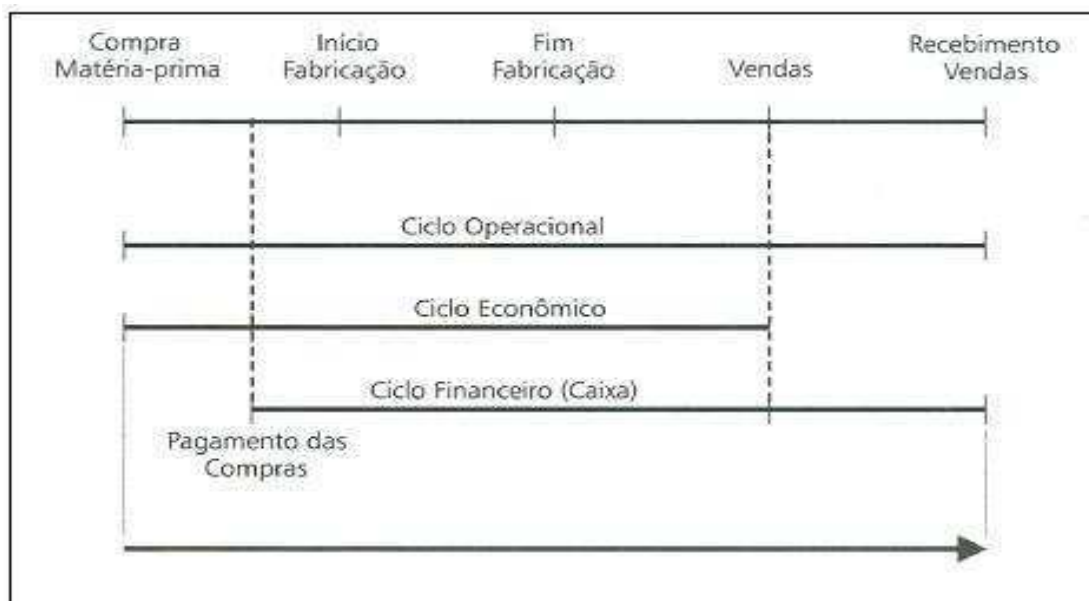 Compra
Matéria-prima
Início
Fabricação
Fim
Fabricação
Vendas
Recebimento
Vendas
Ciclo Operacional
Ciclo Econômico
Ciclo Financeiro (Caixa)
Pagamento das
Compras